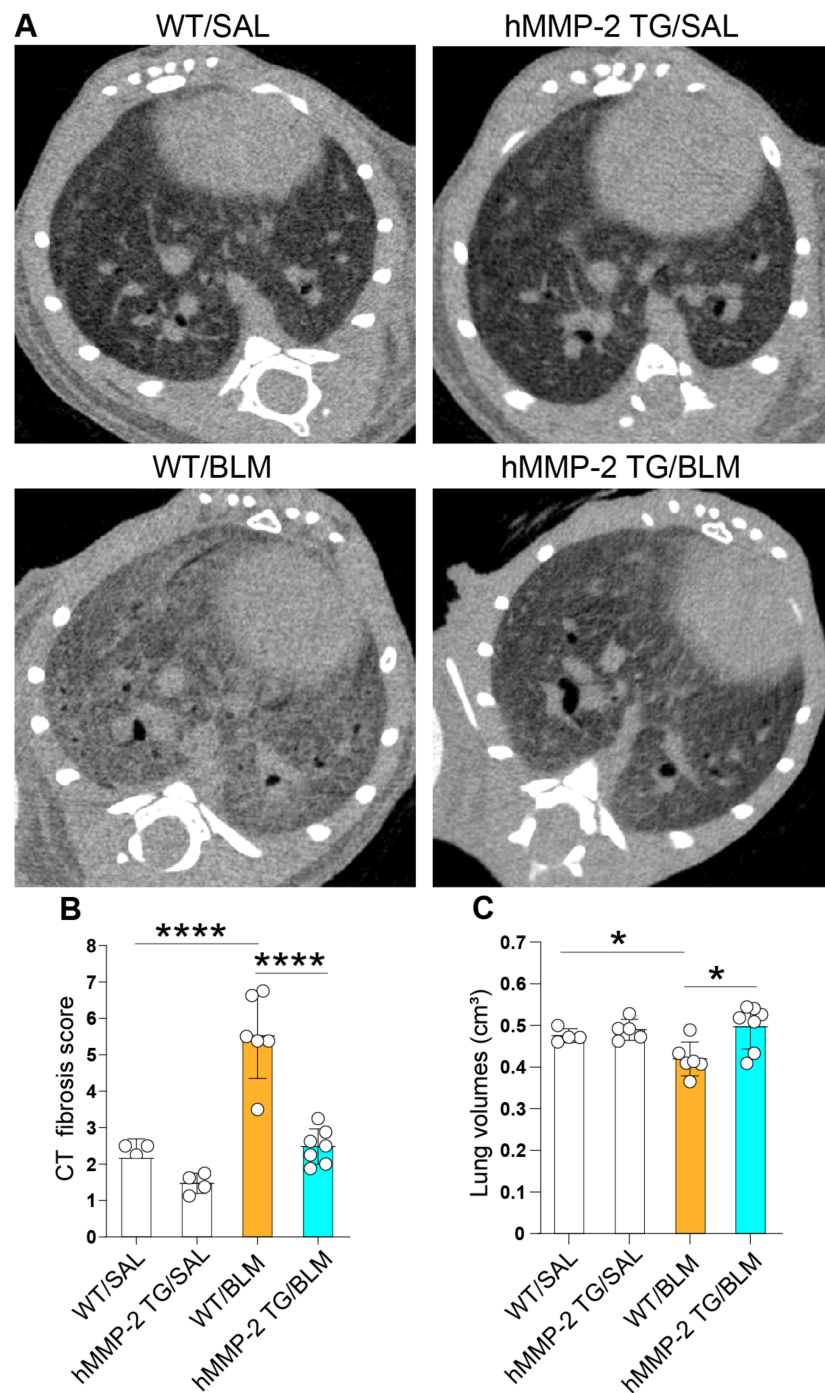 A
WT/SAL
hMMP-2 TG/SAL
WT/BLM
hMMP-2 TG/BLM
B
****
****
8
7
6
5
4
3
2
1
0
CT fibrosis score
WT/SAL
hMMP-2 TG/SAL
WT/BLM
hMMP-2 TG/BLM
C
*
*
0.7
0.6
0.5
0.4
0.3
0.2
0.1
0
Lung volumes (cm³)
WT/SAL
hMMP-2 TG/SAL
WT/BLM
hMMP-2 TG/BLM